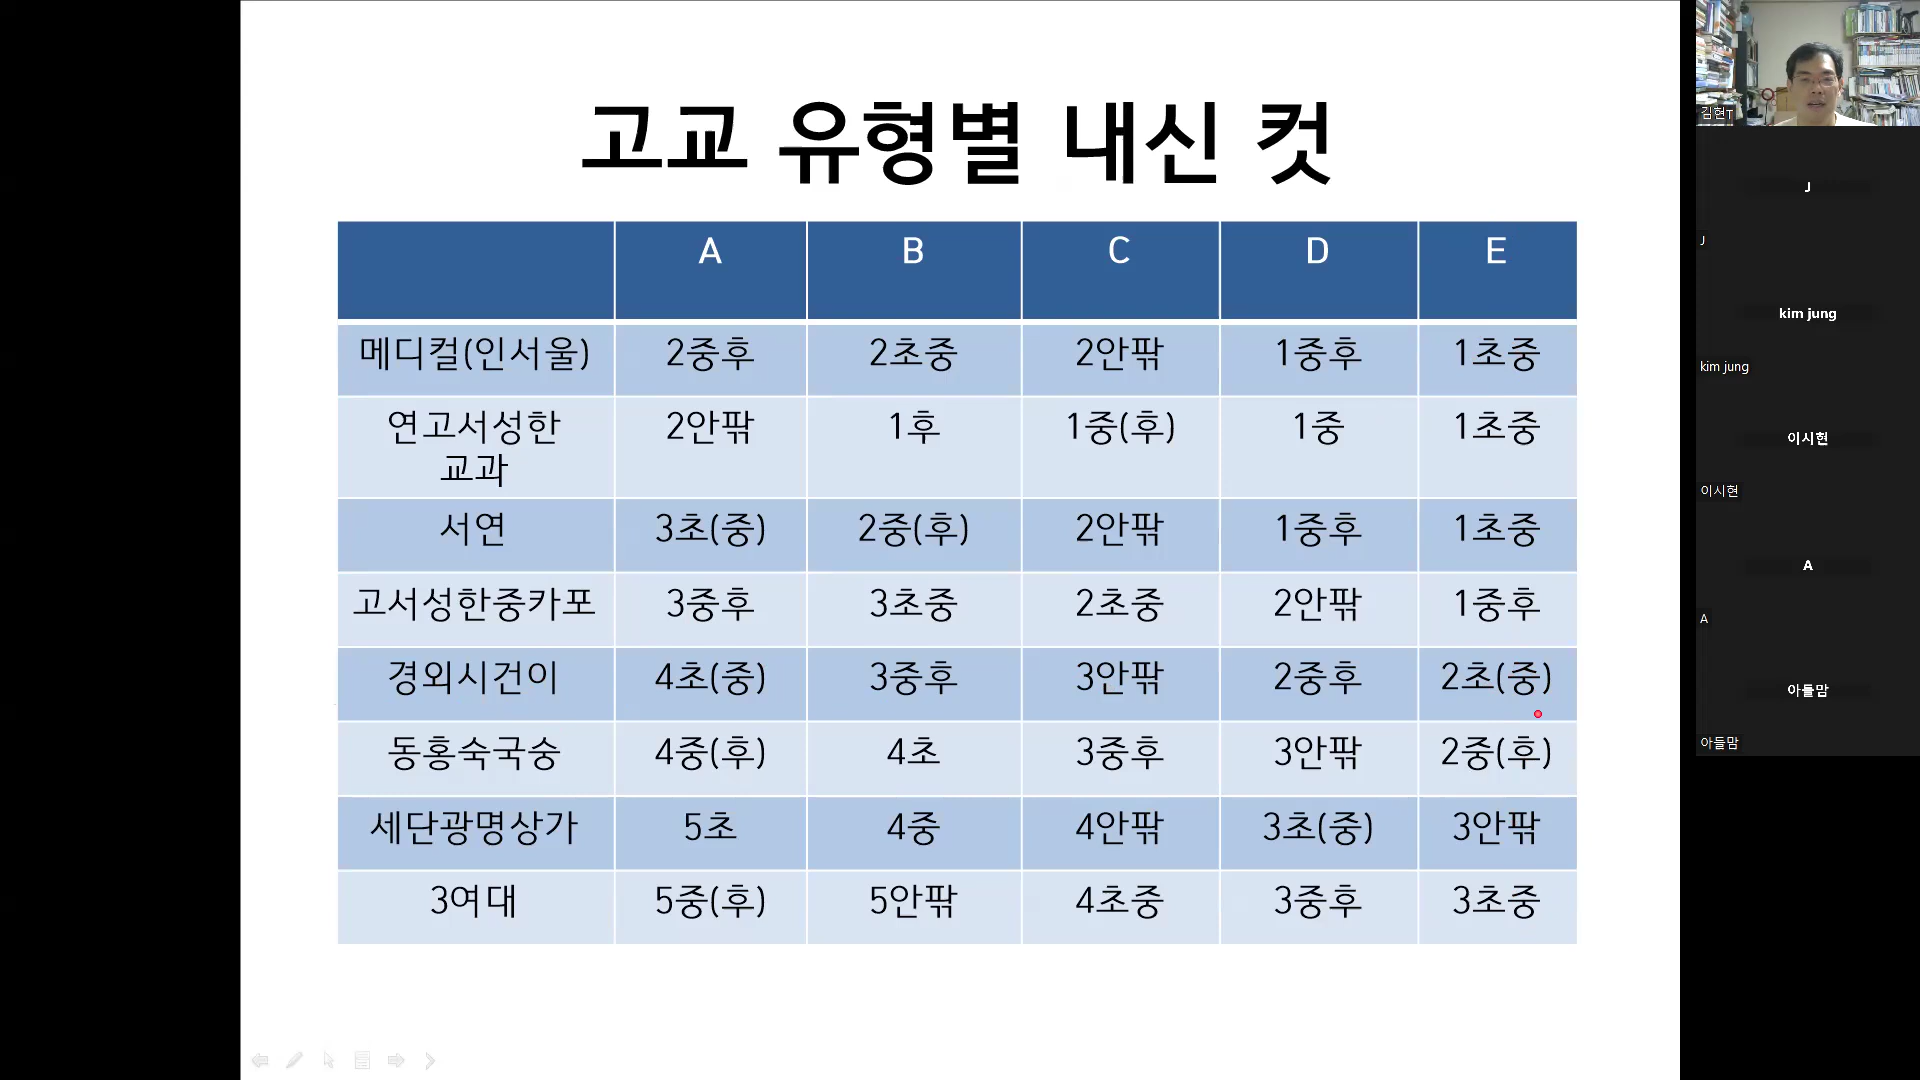 고교 유형별 내신 컷
A B C D E
메디컬(인서울) 2중후 2초중 2안팎 1중후 1초중
연고서성한 2안팎 1후 1중(후) 1중 1초중
교과
서연 3초(중) 2중(후) 2안팎 1중후 1초중
고서성한중카포 3중후 3초중 2초중 2안팎 1중후
경외시건이 4초(중) 3중후 3안팎 2중후 2초(중)
동홍숙국숭 4중(후) 4초 3중후 3안팎 2중(후)
세단광명상가 5초 4중 4안팎 3초(중) 3안팎
3여대 5중(후) 5안팎 4초중 3중후 3초중
김현T
J
J
kim jung
kim jung
이시현
이시현
A
A
아들맘
아들맘